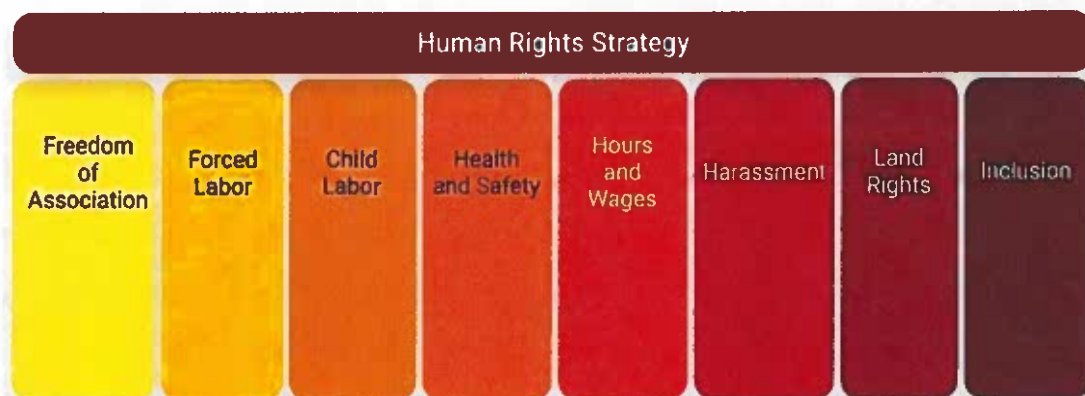 Human Rights Strategy
Freedom
of
Association
Forced
Labor
Child
Labor
Health
and Safety
Hours
and
Wages
Harassment
Land
Rights
Inclusion